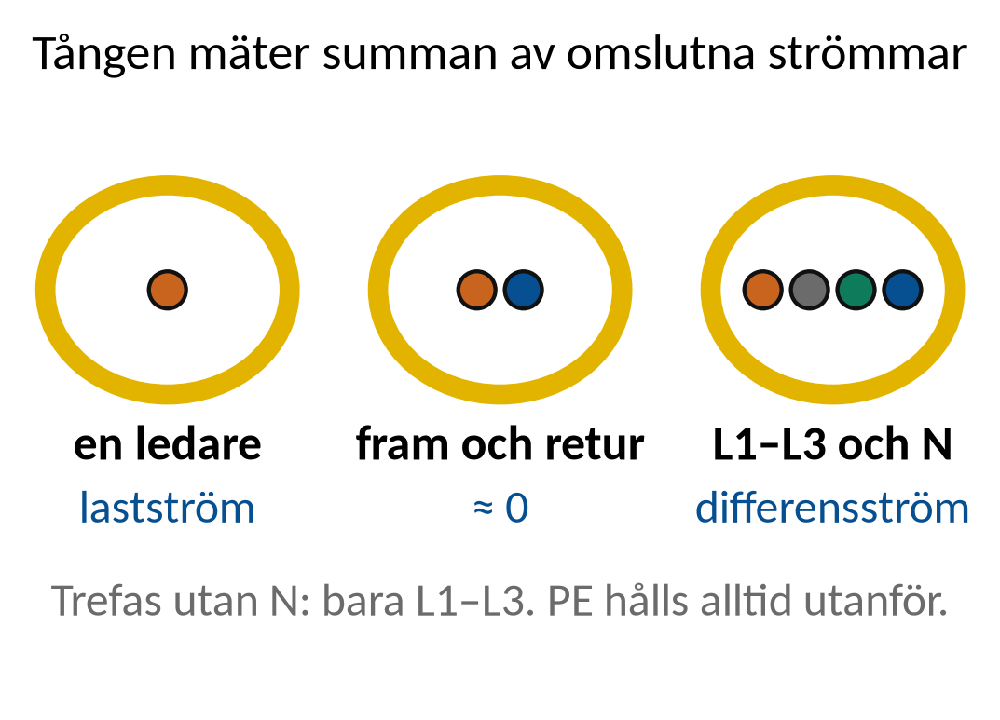 Tången mäter summan av omslutna strömmar
en ledare
fram och retur
L1–L3 och N
lastström
≈ 0
differensström
Trefas utan N: bara L1–L3. PE hålls alltid utanför.